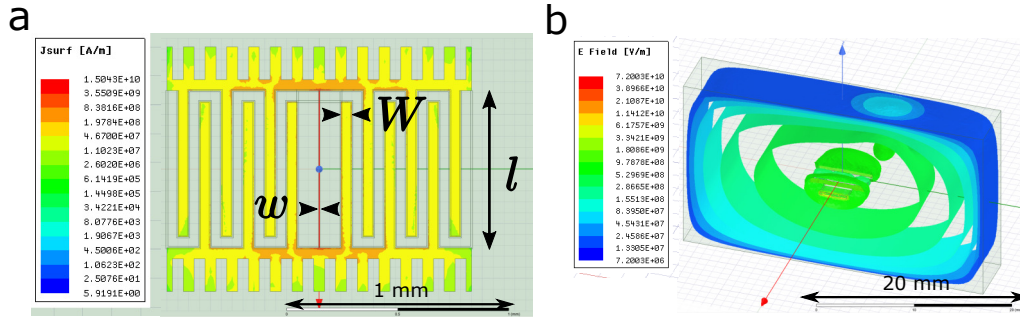 a
Jsurf [A/m]
1.5043E+10
3.5509E+09
8.3816E+08
1.9784E+08
4.6700E+07
1.1023E+07
2.6020E+06
6.1419E+05
1.4498E+05
3.4221E+04
8.0776E+03
1.9067E+03
4.5006E+02
1.0623E+02
2.5076E+01
5.9191E+00
W
w
l
1 mm
b
E Field [V/m]
7.2003E+10
3.8966E+10
2.1087E+10
1.1412E+10
6.1757E+09
3.3421E+09
1.8086E+09
9.7878E+08
5.2969E+08
2.8665E+08
1.5513E+08
8.3950E+07
4.5431E+07
2.4586E+07
1.3305E+07
7.2003E+06
20 mm